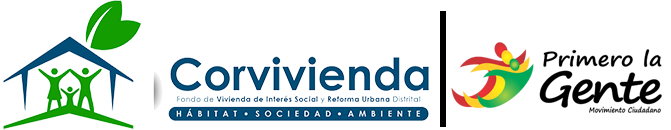 Corvivienda
Fondo de Vivienda de Interés Social y Reforma Urbana Distrital
HÁBITAT • SOCIEDAD • AMBIENTE
Primero la
Gente
Movimiento Ciudadano